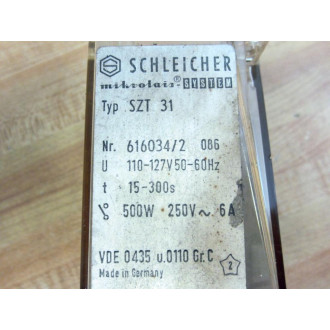 S SCHLEICHER
mikrolais-® SYSTEM
Typ SZT 31
Nr. 616034/2 086
U 110-127V 50-60Hz
t 15-300s
500W 250V~ 6A
VDE 0435 u.0110 Gr.C
Made in Germany
2